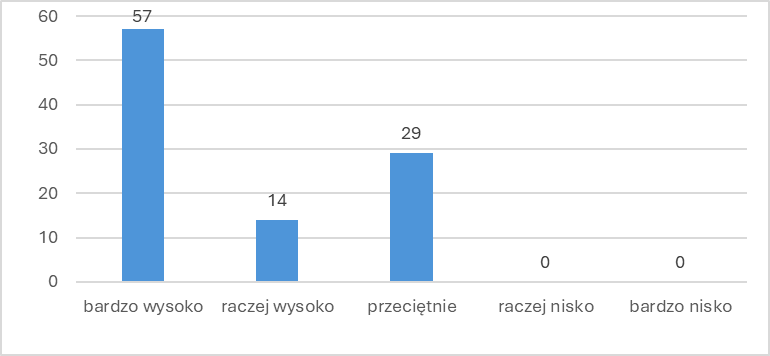 60
50
40
30
20
10
0
57
14
29
0
0
bardzo wysoko
raczej wysoko
przeciętnie
raczej nisko
bardzo nisko